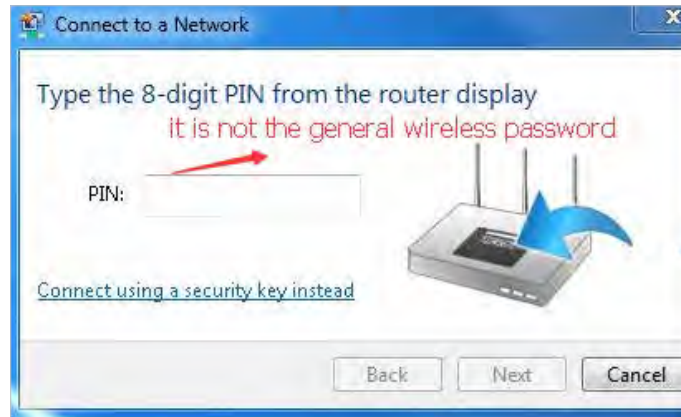 Connect to a Network
Type the 8-digit PIN from the router display
it is not the general wireless password
PIN:
Connect using a security key instead
Back Next Cancel